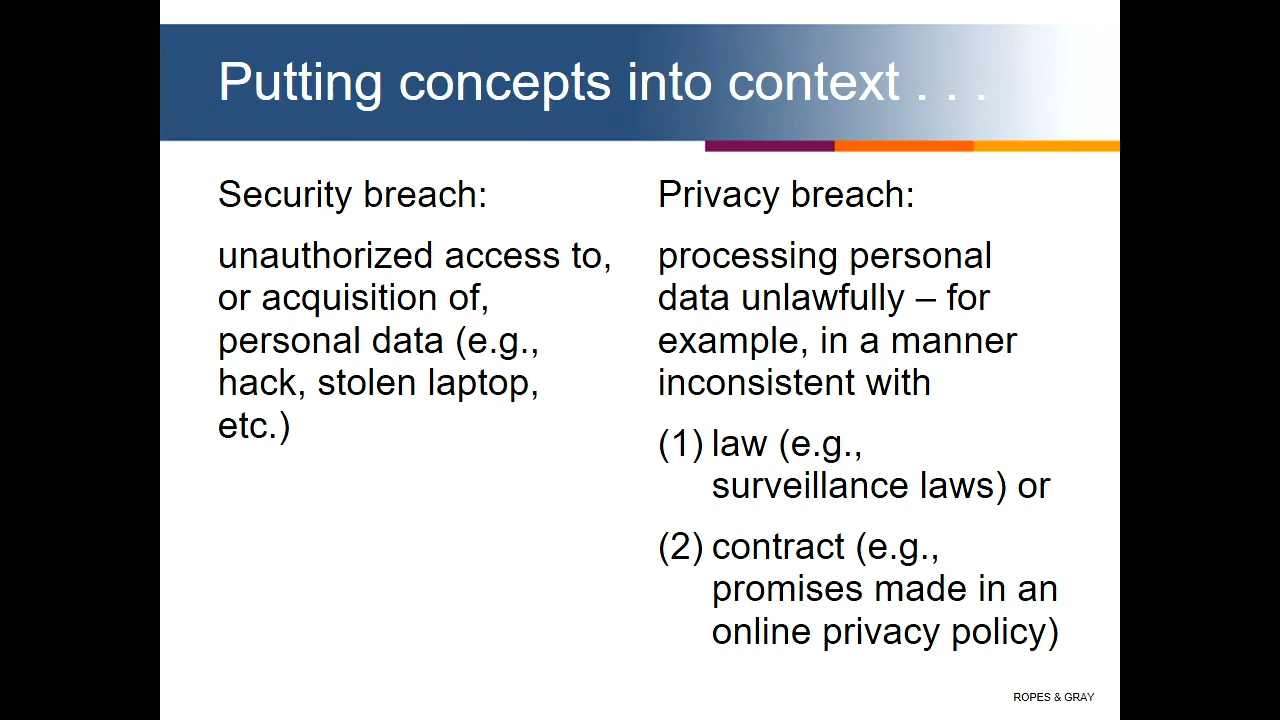 Putting concepts into context . . .
Security breach:
unauthorized access to,
or acquisition of,
personal data (e.g.,
hack, stolen laptop,
etc.)
Privacy breach:
processing personal
data unlawfully – for
example, in a manner
inconsistent with
(1) law (e.g.,
surveillance laws) or
(2) contract (e.g.,
promises made in an
online privacy policy)
ROPES & GRAY